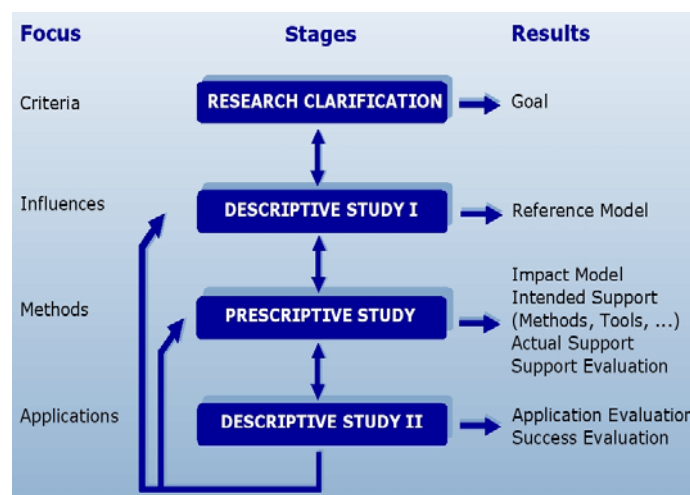 Focus Stages Results
Criteria RESEARCH CLARIFICATION Goal
Influences DESCRIPTIVE STUDY I Reference Model
Methods PRESCRIPTIVE STUDY Impact Model
Intended Support
(Methods, Tools, ...)
Actual Support
Support Evaluation
Applications DESCRIPTIVE STUDY II Application Evaluation
Success Evaluation